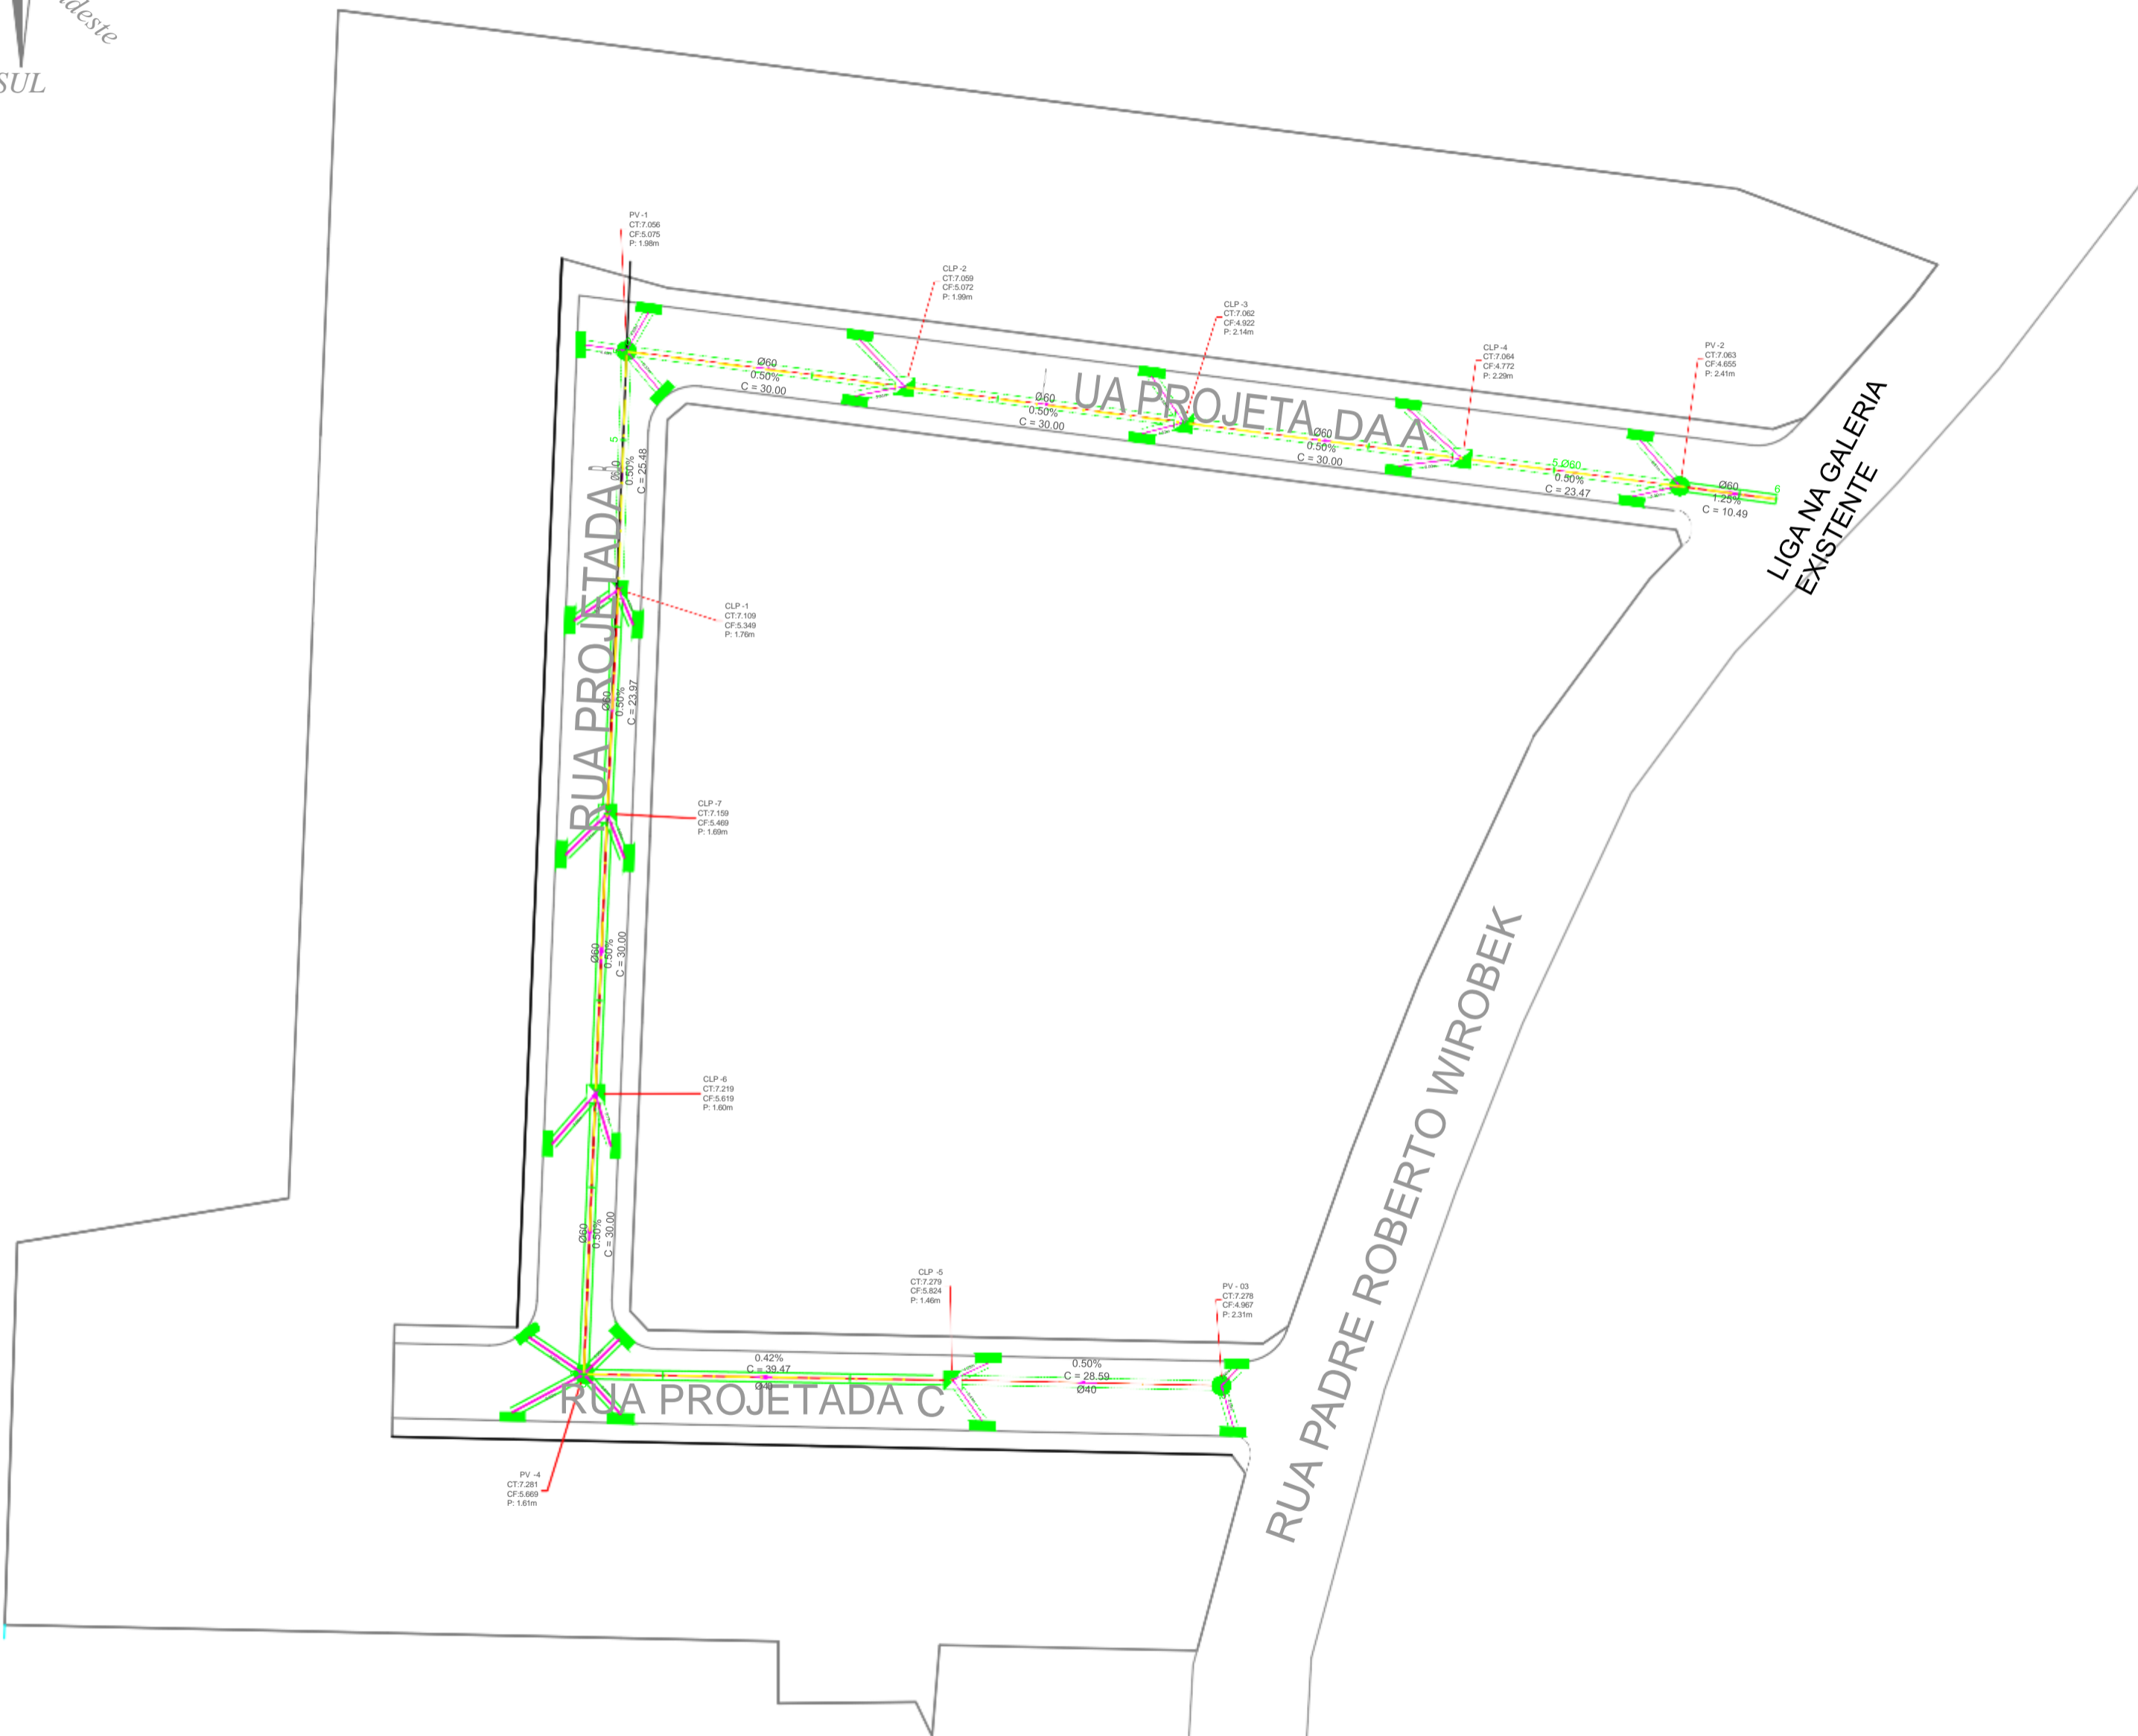 deste
SUL
PV -1
CT:7.056
CF:5.075
P: 1.98m
CLP -2
CT:7.059
CF:5.072
P: 1.99m
CLP -3
CT:7.062
CF:4.922
P: 2.14m
CLP -4
CT:7.064
CF:4.772
P: 2.29m
PV -2
CT:7.063
CF:4.655
P: 2.41m
Ø60
0.50%
C = 30.00
Ø60
0.50%
C = 30.00
UA PROJETA DA A
Ø60
0.50%
C = 30.00
5 Ø60
0.50%
C = 23.47
Ø60
1.25%
C = 10.49
6
LIGA NA GALERIA
EXISTENTE
5
0.50%
C = 25.48
RUA PROJETADA
CLP -1
CT:7.109
CF:5.349
P: 1.76m
Ø60
0.50%
C = 23.97
CLP -7
CT:7.159
CF:5.469
P: 1.69m
Ø60
0.50%
C = 30.00
CLP -6
CT:7.219
CF:5.619
P: 1.60m
Ø60
0.50%
C = 30.00
RUA PADRE ROBERTO WIROBEK
CLP -5
CT:7.279
CF:5.824
P: 1.46m
PV - 03
CT:7.278
CF:4.967
P: 2.31m
0.42%
C = 39.47
Ø40
0.50%
C = 28.59
Ø40
RUA PROJETADA C
PV -4
CT:7.281
CF:5.669
P: 1.61m